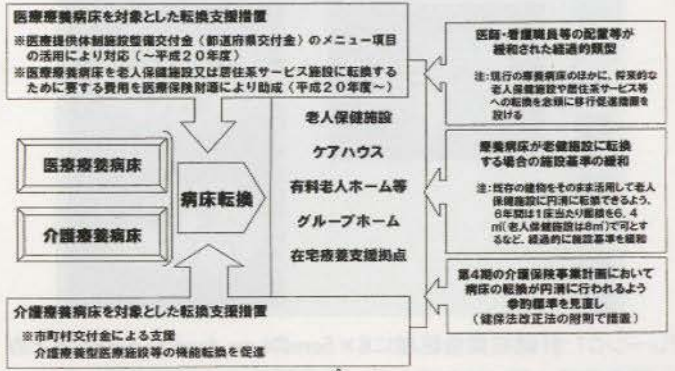 医療療養病床を対象とした転換支援措置
※医療提供体制施設整備交付金(都道府県交付金)のメニュー項目
の活用により対応(~平成20年度)
※医療療養病床を老人保健施設又は居住系サービス施設に転換する
ために要する費用を医療保険財源により助成(平成20年度~)
医療療養病床
介護療養病床
病床転換
老人保健施設
ケアハウス
有料老人ホーム等
グループホーム
在宅療養支援拠点
介護療養病床を対象とした転換支援措置
※市町村交付金による支援
介護療養型医療施設等の機能転換を促進
医師・看護職員等の配置等が
緩和された経過的類型
注:現行の療養病床のほかに、将来的な
老人保健施設や居住系サービス等
への転換を念頭に移行促進措置を
設ける
療養病床が老健施設に転換
する場合の施設基準の緩和
注:既存の建物をそのまま活用して老人
保健施設に円滑に転換できるよう、
6年間は1床当たり面積を6.4
㎡(老人保健施設は8㎡)で可とす
るなど、経過的に施設基準を緩和
第4期の介護保険事業計画において
病床の転換が円滑に行われるよう
参酌標準を見直し
(健保法改正法の附則で措置)